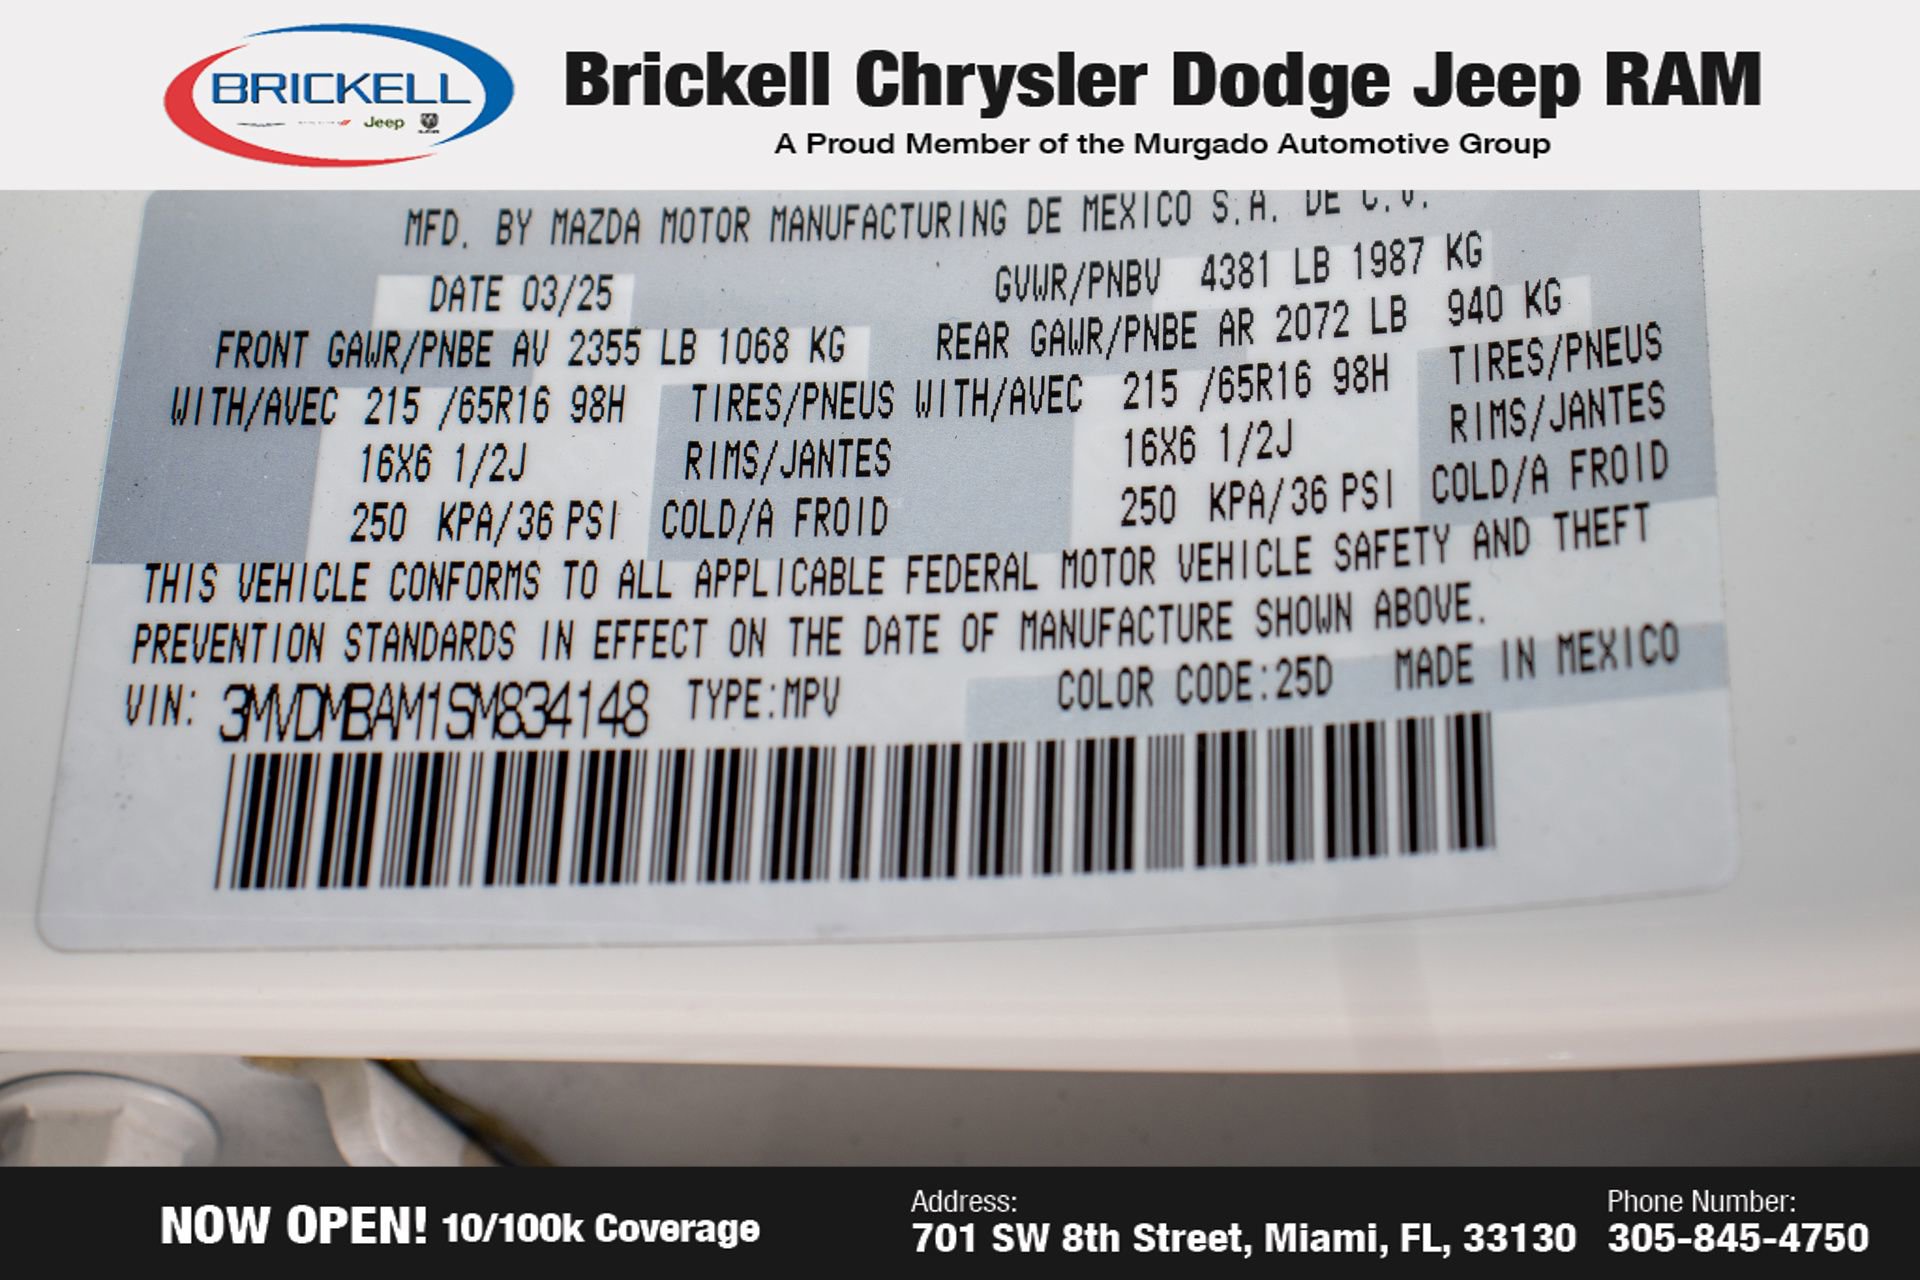 BRICKELL
Jeep
RAM
Brickell Chrysler Dodge Jeep RAM
A Proud Member of the Murgado Automotive Group
MFD. BY MAZDA MOTOR MANUFACTURING DE MEXICO S.A. DE C.V.
DATE 03/25 GVWR/PNBV 4381 LB 1987 KG
FRONT GAWR/PNBE AV 2355 LB 1068 KG REAR GAWR/PNBE AR 2072 LB 940 KG
WITH/AVEC 215 /65R16 98H TIRES/PNEUS WITH/AVEC 215 /65R16 98H TIRES/PNEUS
16X6 1/2J RIMS/JANTES 16X6 1/2J RIMS/JANTES
250 KPA/36 PSI COLD/A FROID 250 KPA/36 PSI COLD/A FROID
THIS VEHICLE CONFORMS TO ALL APPLICABLE FEDERAL MOTOR VEHICLE SAFETY AND THEFT
PREVENTION STANDARDS IN EFFECT ON THE DATE OF MANUFACTURE SHOWN ABOVE.
VIN: 3MVDMBAM1SM834148 TYPE:MPV COLOR CODE:25D MADE IN MEXICO
NOW OPEN! 10/100k Coverage
Address:
701 SW 8th Street, Miami, FL, 33130
Phone Number:
305-845-4750